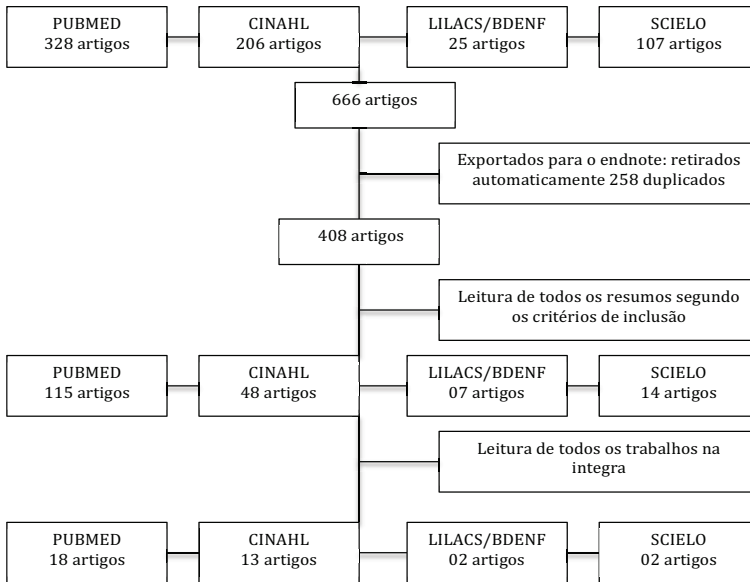 PUBMED
328 artigos
CINAHL
206 artigos
LILACS/BDENF
25 artigos
SCIELO
107 artigos
666 artigos
Exportados para o endnote: retirados
automaticamente 258 duplicados
408 artigos
Leitura de todos os resumos segundo
os critérios de inclusão
PUBMED
115 artigos
CINAHL
48 artigos
LILACS/BDENF
07 artigos
SCIELO
14 artigos
Leitura de todos os trabalhos na
integra
PUBMED
18 artigos
CINAHL
13 artigos
LILACS/BDENF
02 artigos
SCIELO
02 artigos